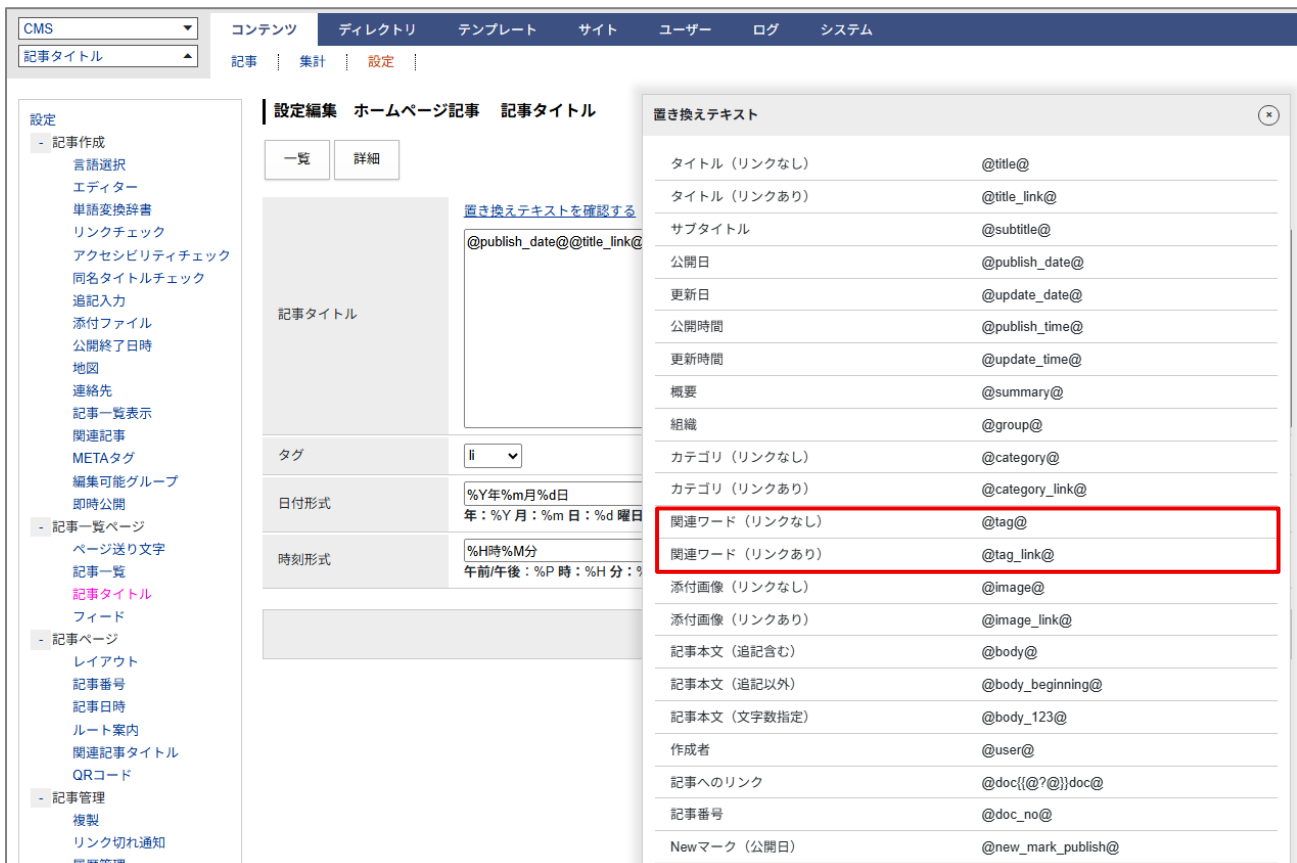 CMS
コンテンツ ディレクトリ テンプレート サイト ユーザー ログ システム
記事タイトル
記事 集計 設定
設定
- 記事作成
言語選択
エディター
単語変換辞書
リンクチェック
アクセシビリティチェック
同名タイトルチェック
追記入力
添付ファイル
公開終了日時
地図
連絡先
記事一覧表示
関連記事
METAタグ
編集可能グループ
即時公開
- 記事一覧ページ
ページ送り文字
記事一覧
記事タイトル
フィード
- 記事ページ
レイアウト
記事番号
記事日時
ルート案内
関連記事タイトル
QRコード
- 記事管理
複製
リンク切れ通知
設定編集 ホームページ記事 記事タイトル
一覧 詳細
置き換えテキストを確認する
記事タイトル
@publish_date@@title_link@
タグ li
日付形式 %Y年%m月%d日
年：%Y 月：%m 日：%d 曜日
時刻形式 %H時%M分
午前/午後：%P 時：%H 分：%
置き換えテキスト
タイトル（リンクなし） @title@
タイトル（リンクあり） @title_link@
サブタイトル @subtitle@
公開日 @publish_date@
更新日 @update_date@
公開時間 @publish_time@
更新時間 @update_time@
概要 @summary@
組織 @group@
カテゴリ（リンクなし） @category@
カテゴリ（リンクあり） @category_link@
関連ワード（リンクなし） @tag@
関連ワード（リンクあり） @tag_link@
添付画像（リンクなし） @image@
添付画像（リンクあり） @image_link@
記事本文（追記含む） @body@
記事本文（追記以外） @body_beginning@
記事本文（文字数指定） @body_123@
作成者 @user@
記事へのリンク @doc{{@?@}}doc@
記事番号 @doc_no@
Newマーク（公開日） @new_mark_publish@